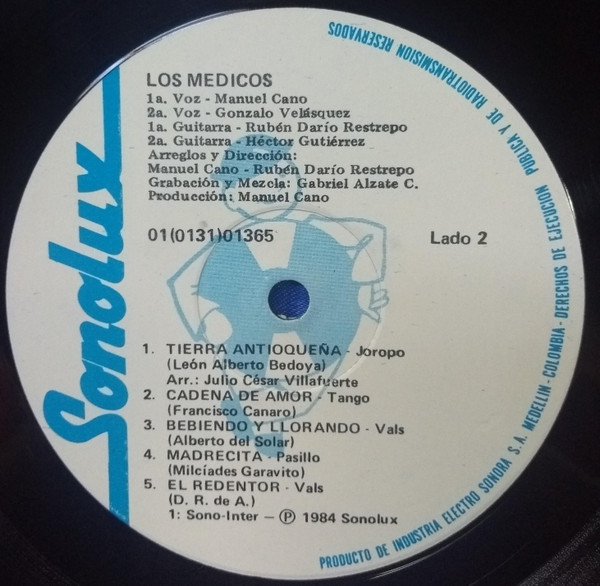 Sonolux
LOS MEDICOS
1a. Voz - Manuel Cano
2a. Voz - Gonzalo Velásquez
1a. Guitarra - Rubén Darío Restrepo
2a. Guitarra - Héctor Gutiérrez
Arreglos y Dirección:
Manuel Cano - Rubén Darío Restrepo
Grabación y Mezcla: Gabriel Alzate C.
Producción: Manuel Cano
01(0131)01365
Lado 2
1. TIERRA ANTIOQUEÑA - Joropo
(León Alberto Bedoya)
Arr.: Julio César Villafuerte
2. CADENA DE AMOR - Tango
(Francisco Canaro)
3. BEBIENDO Y LLORANDO - Vals
(Alberto del Solar)
4. MADRECITA - Pasillo
(Milcíades Garavito)
5. EL REDENTOR - Vals
(D. R. de A.)
1: Sono-Inter — Ⓟ 1984 Sonolux
PRODUCTO DE INDUSTRIA ELECTRO SONORA S.A. MEDELLIN - COLOMBIA - DERECHOS DE EJECUCION PUBLICA Y DE RADIOTRANSMISION RESERVADOS